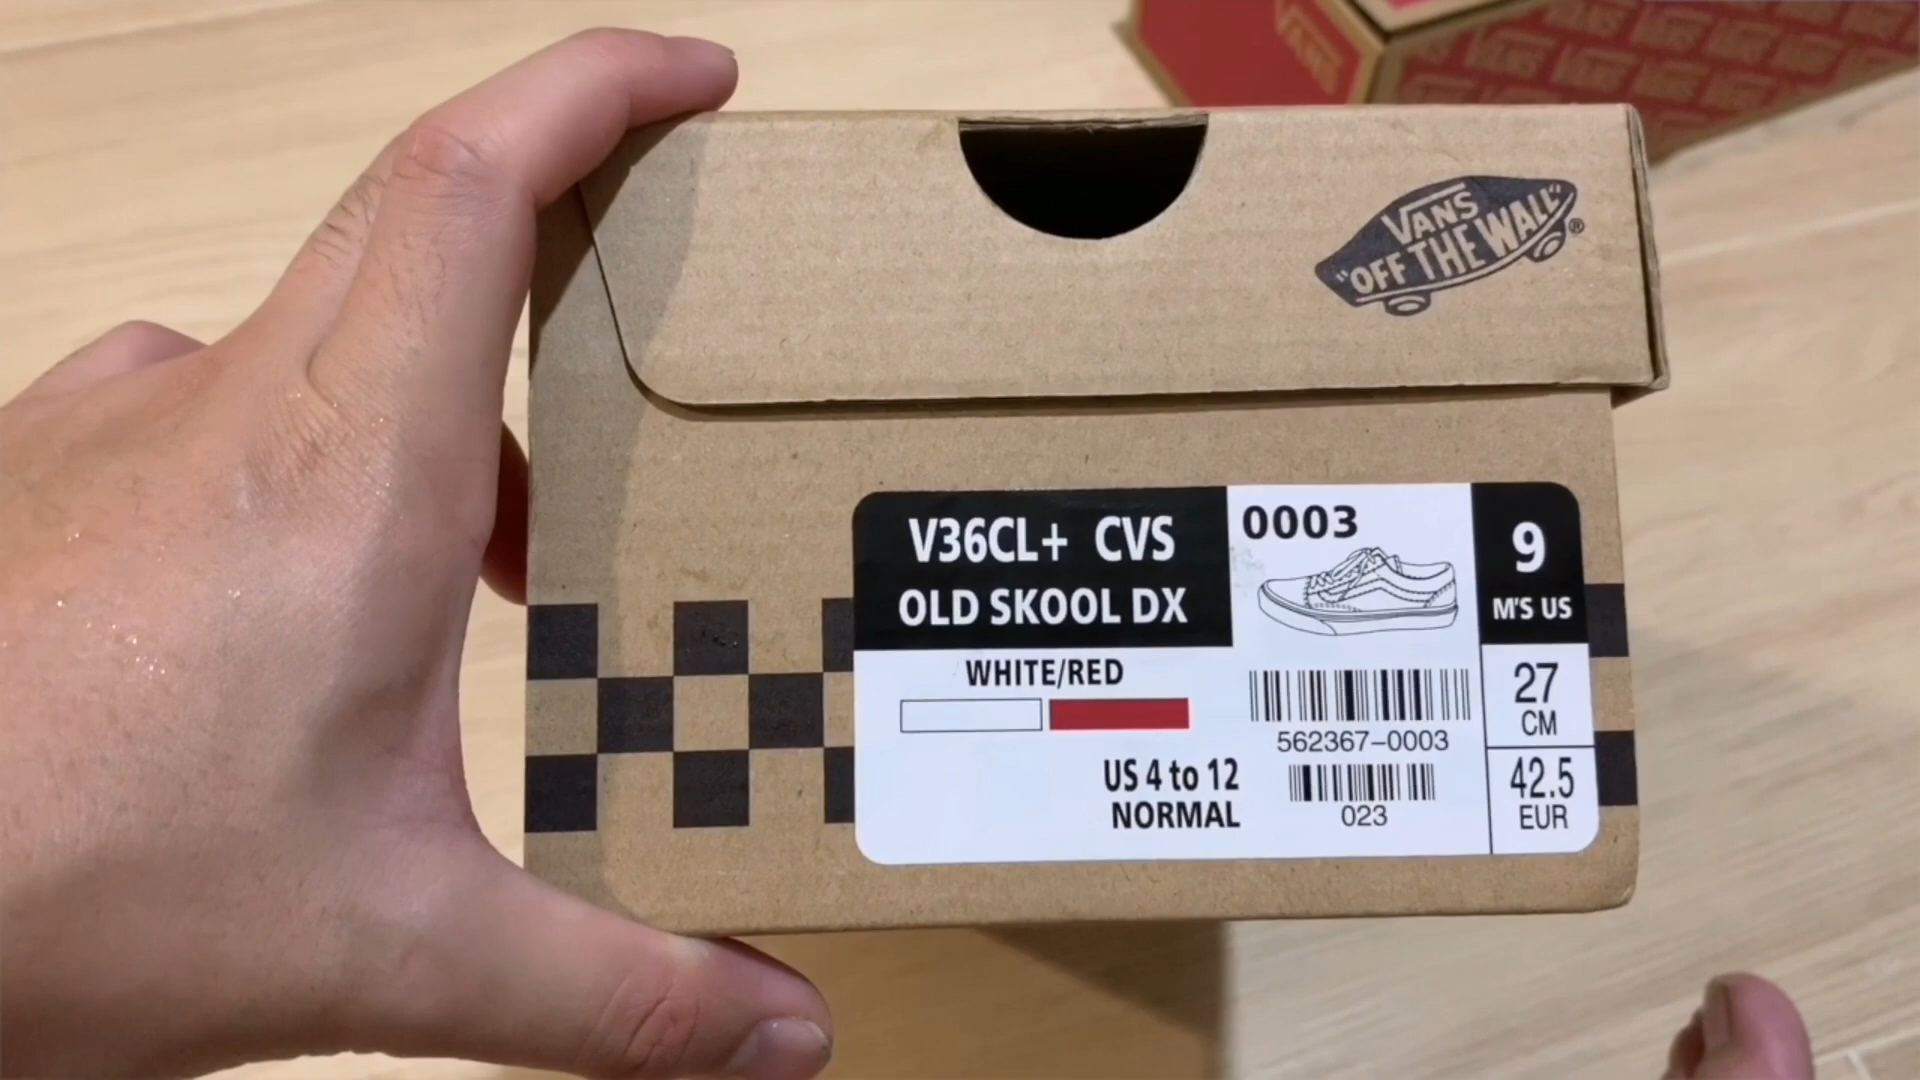 VANS
"OFF THE WALL"
®
V36CL+ CVS
OLD SKOOL DX
0003
9
M'S US
WHITE/RED
27
CM
562367-0003
US 4 to 12
NORMAL
023
42.5
EUR
VANS